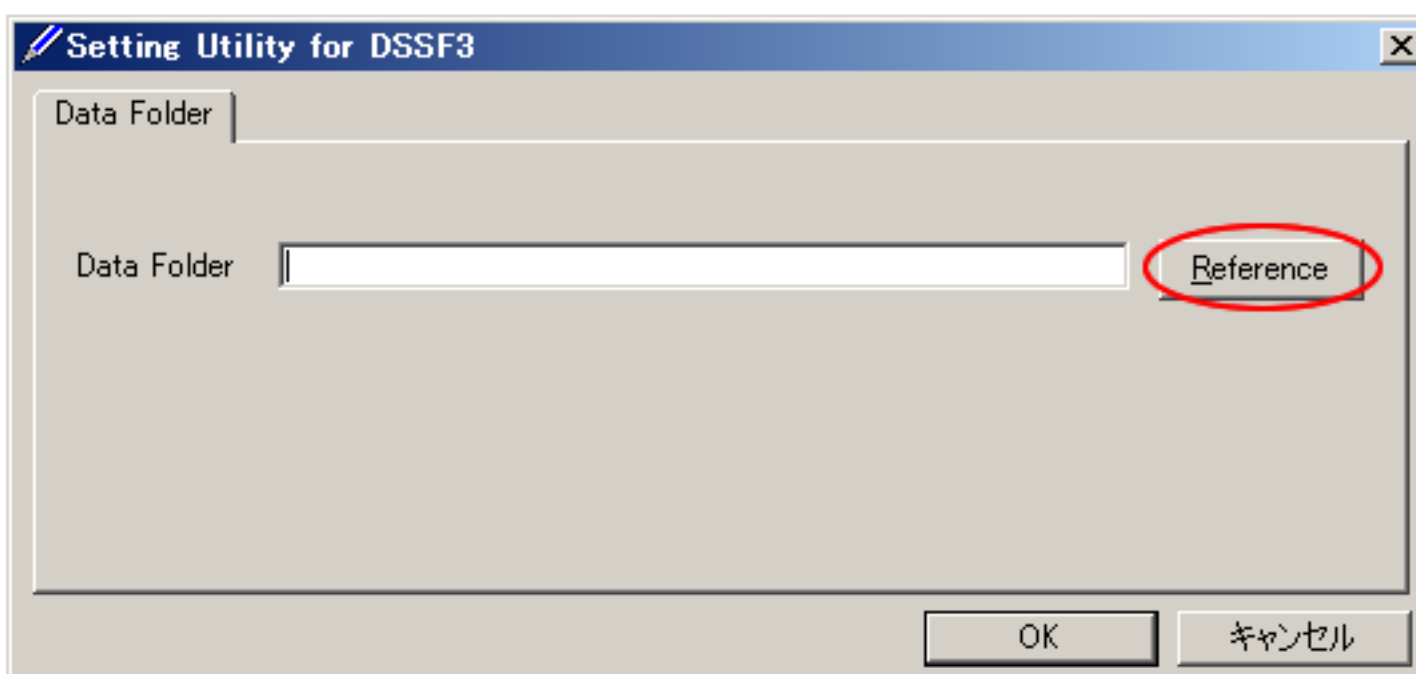 Setting Utility for DSSF3
Data Folder
Data Folder
Reference
OK
キャンセル